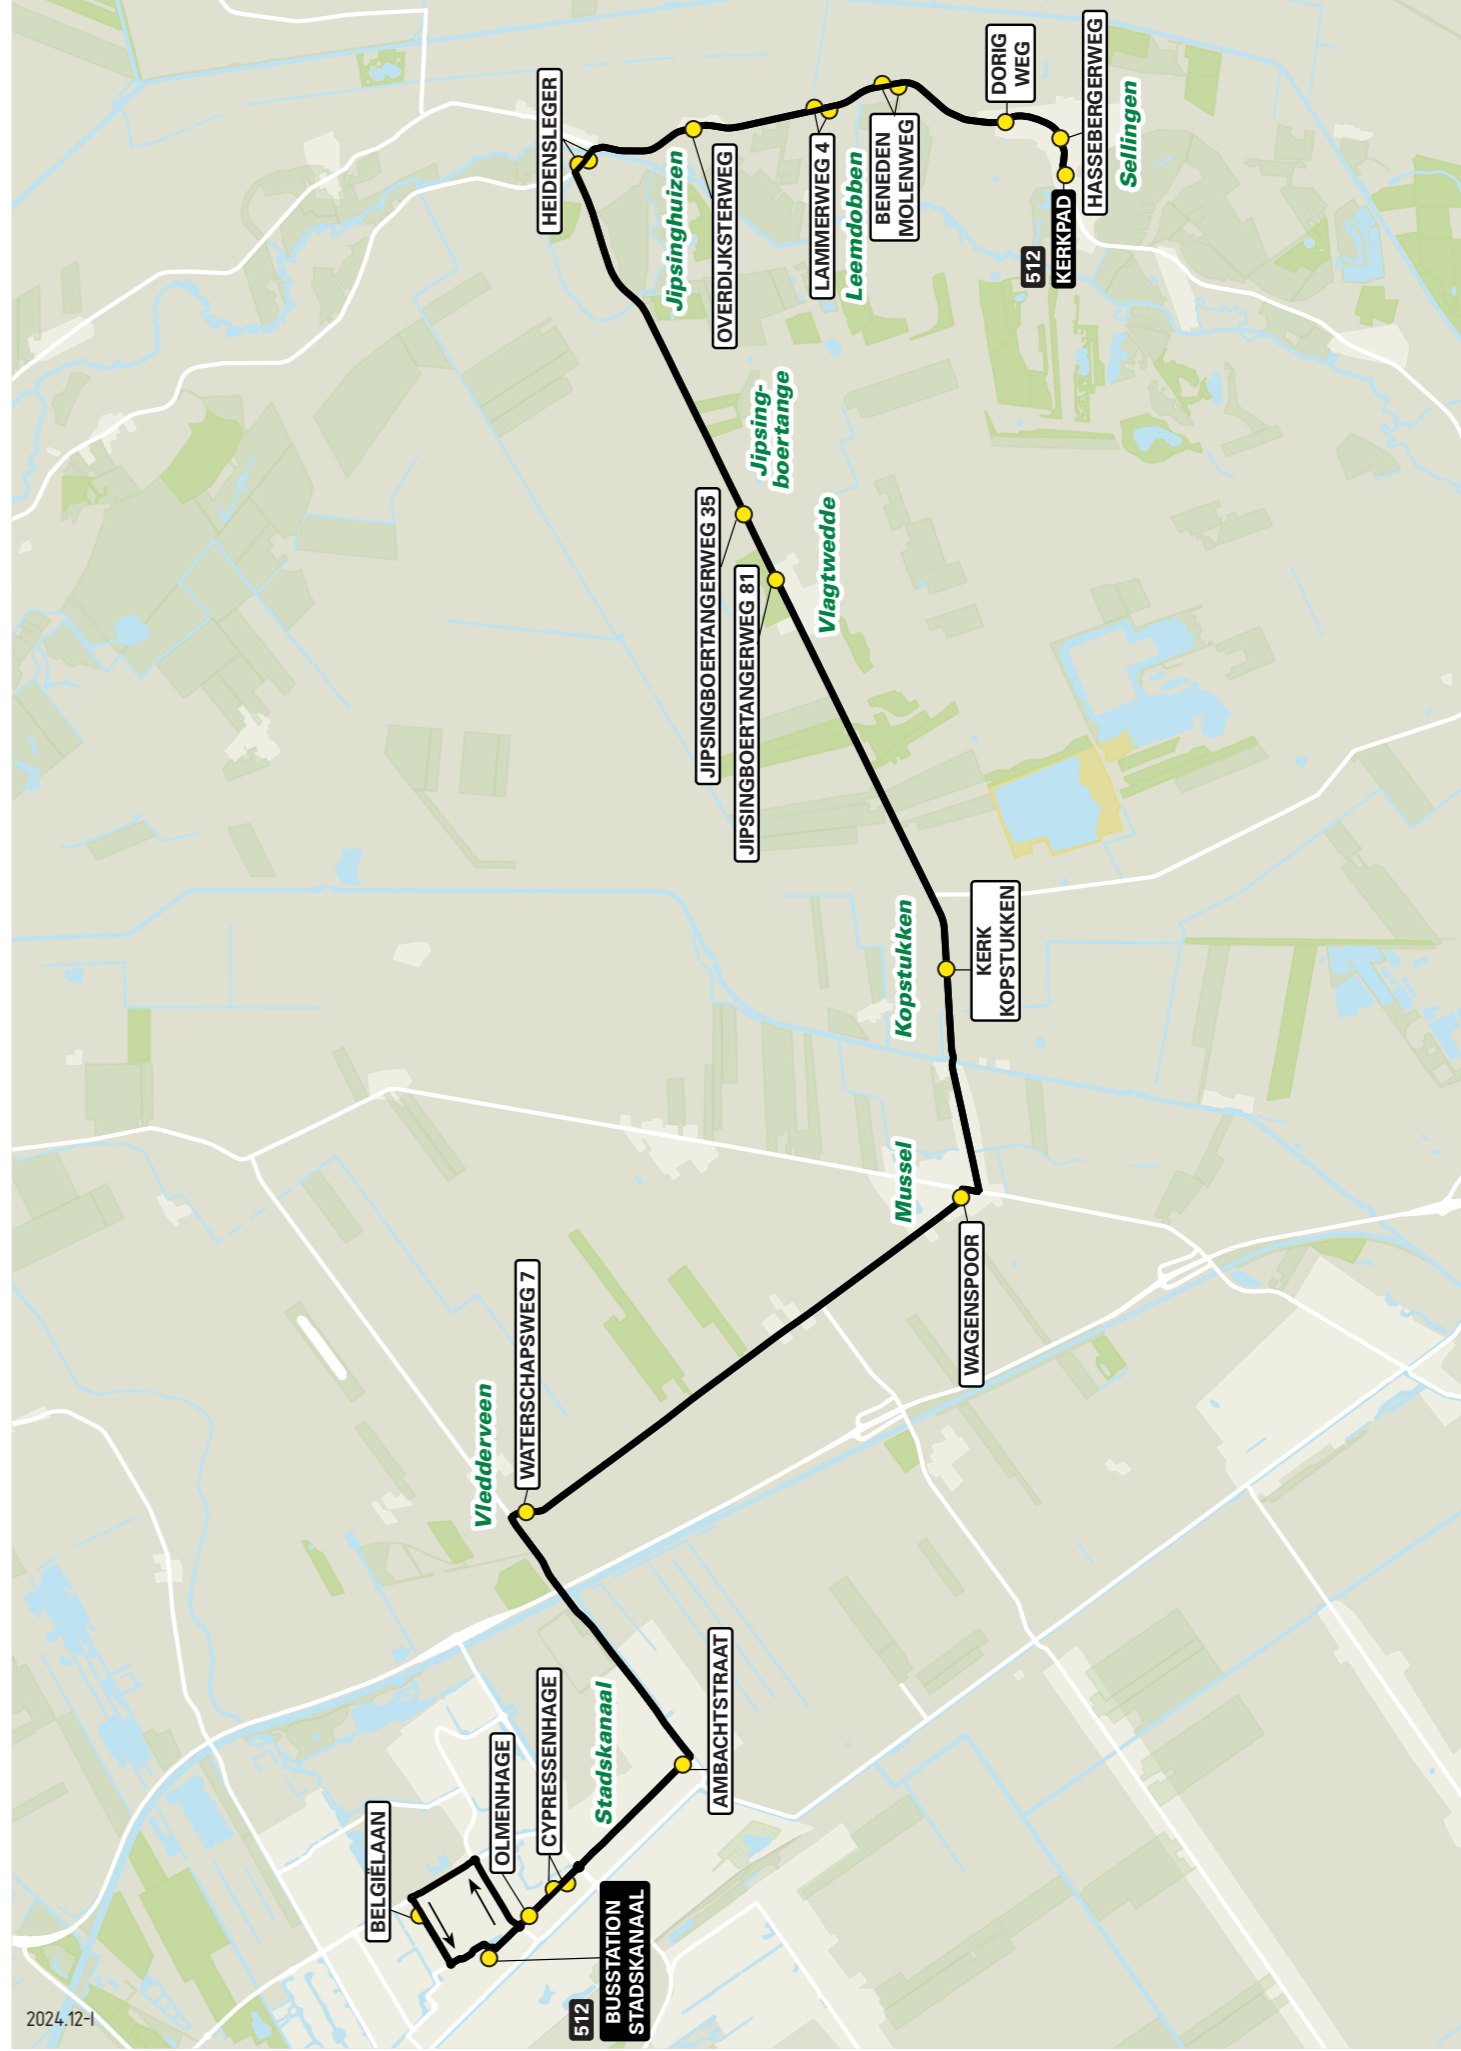 HEIDENSLEGER
Jipsinghuizen
OVERDIJKSTERWEG
LAMMERWEG 4
Leemdobben
BENEDEN
MOLENWEG
DORIG
WEG
HASSEBERGERWEG
Sellingen
512
KERKPAD
Jipsing-
boertange
JIPSINGBOERTANGERWEG 35
JIPSINGBOERTANGERWEG 81
Vlagtwedde
Kopstukken
KERK
KOPSTUKKEN
Mussel
WAGENSPOOR
Vledderveen
WATERSCHAPSWEG 7
Stadskanaal
AMBACHTSTRAAT
CYPRESSENHAGE
OLMENHAGE
BELGIËLAAN
512
BUSSTATION
STADSKANAAL
2024.12-I